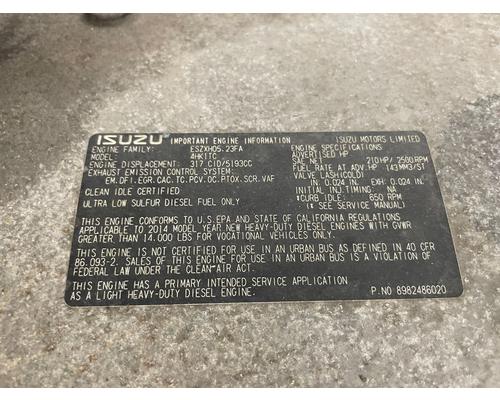 ISUZU IMPORTANT ENGINE INFORMATION ISUZU MOTORS LIMITED
ENGINE FAMILY: ESZXH05.23FA
MODEL: 4HK1TC
ENGINE DISPLACEMENT: 317 CID/5193CC
EXHAUST EMISSION CONTROL SYSTEM:
EM.DFI.EGR.CAC.TC.PCV.OC.PTOX.SCR.VAF
CLEAN IDLE CERTIFIED
ULTRA LOW SULFUR DIESEL FUEL ONLY
ENGINE SPECIFICATION
ADVERTISED HP
SAE NET 210HP/2500RPM
FUEL RATE AT ADV. HP 143MM3/ST
VALVE LASH(COLD)
IN. 0.024 IN. EXH: 0.024 IN.
INITIAL INJ. TIMING NA
*CURB IDLE: 850 RPM
*(SEE SERVICE MANUAL)
THIS ENGINE CONFORMS TO U.S.EPA AND STATE OF CALIFORNIA REGULATIONS
APPLICABLE TO 2014 MODEL YEAR NEW HEAVY-DUTY DIESEL ENGINES WITH GVWR
GREATER THAN 14.000 LBS FOR VOCATIONAL VEHICLES ONLY.
THIS ENGINE IS NOT CERTIFIED FOR USE IN AN URBAN BUS AS DEFINED IN 40 CFR
86.093-2. SALES OF THIS ENGINE FOR USE IN AN URBAN BUS IS A VIOLATION OF
FEDERAL LAW UNDER THE CLEAN AIR ACT.
THIS ENGINE HAS A PRIMARY INTENDED SERVICE APPLICATION
AS A LIGHT HEAVY-DUTY DIESEL ENGINE.
P.NO 8982486020